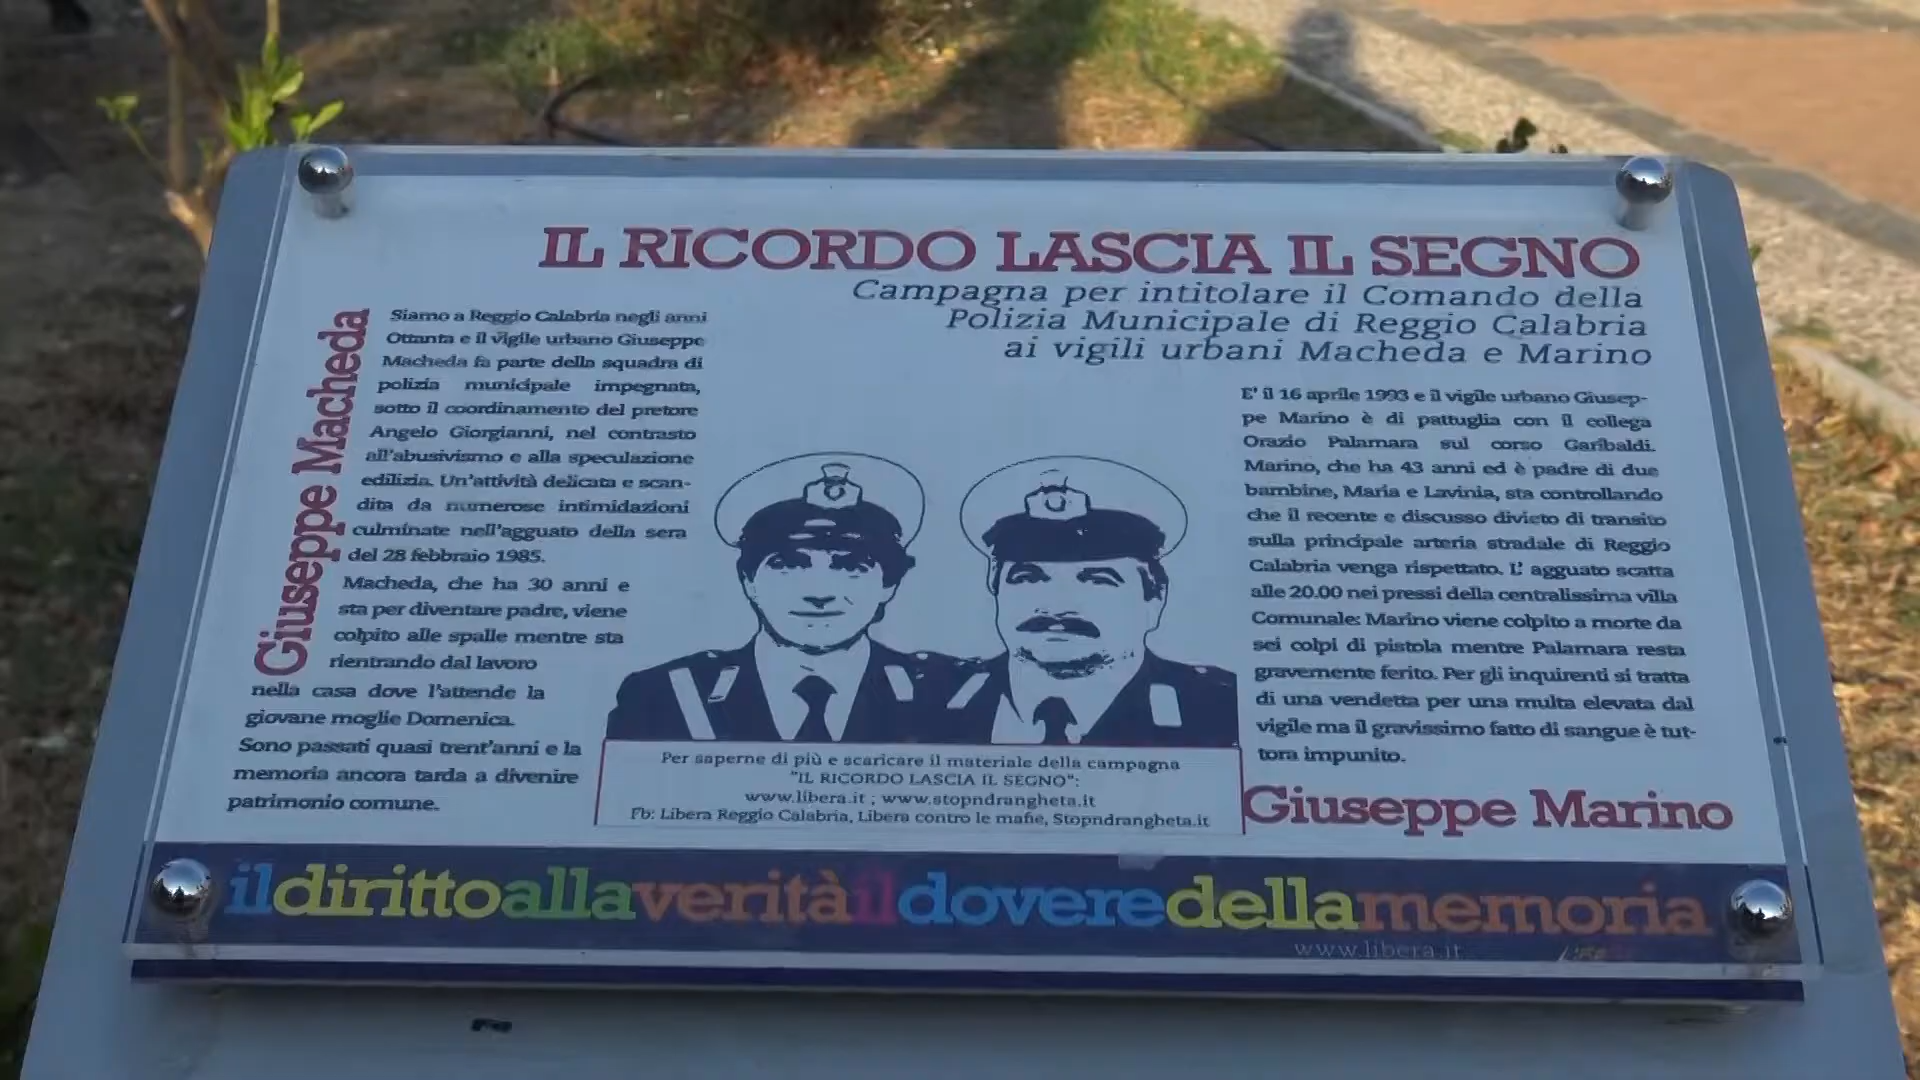 IL RICORDO LASCIA IL SEGNO
Campagna per intitolare il Comando della
Polizia Municipale di Reggio Calabria
ai vigili urbani Macheda e Marino
Giuseppe Macheda
Siamo a Reggio Calabria negli anni
Ottanta e il vigile urbano Giuseppe
Macheda fa parte della squadra di
polizia municipale impegnata,
sotto il coordinamento del pretore
Angelo Giorgianni, nel contrasto
all'abusivismo e alla speculazione
edilizia. Un'attività delicata e scan-
dita da numerose intimidazioni
culminate nell'agguato della sera
del 28 febbraio 1985.
Macheda, che ha 30 anni e
sta per diventare padre, viene
colpito alle spalle mentre sta
rientrando dal lavoro
nella casa dove l'attende la
giovane moglie Domenica.
Sono passati quasi trent'anni e la
memoria ancora tarda a divenire
patrimonio comune.
E' il 16 aprile 1993 e il vigile urbano Giusep-
pe Marino è di pattuglia con il collega
Orazio Palamara sul corso Garibaldi.
Marino, che ha 43 anni ed è padre di due
bambine, Maria e Lavinia, sta controllando
che il recente e discusso divieto di transito
sulla principale arteria stradale di Reggio
Calabria venga rispettato. L' agguato scatta
alle 20.00 nei pressi della centralissima villa
Comunale: Marino viene colpito a morte da
sei colpi di pistola mentre Palamara resta
gravemente ferito. Per gli inquirenti si tratta
di una vendetta per una multa elevata dal
vigile ma il gravissimo fatto di sangue è tut-
tora impunito.
Giuseppe Marino
Per saperne di più e scaricare il materiale della campagna
"IL RICORDO LASCIA IL SEGNO":
www.libera.it ; www.stopndrangheta.it
Fb: Libera Reggio Calabria, Libera contro le mafie, Stopndrangheta.it
ildirittoallaveritàildoveredellamemoria
www.libera.it